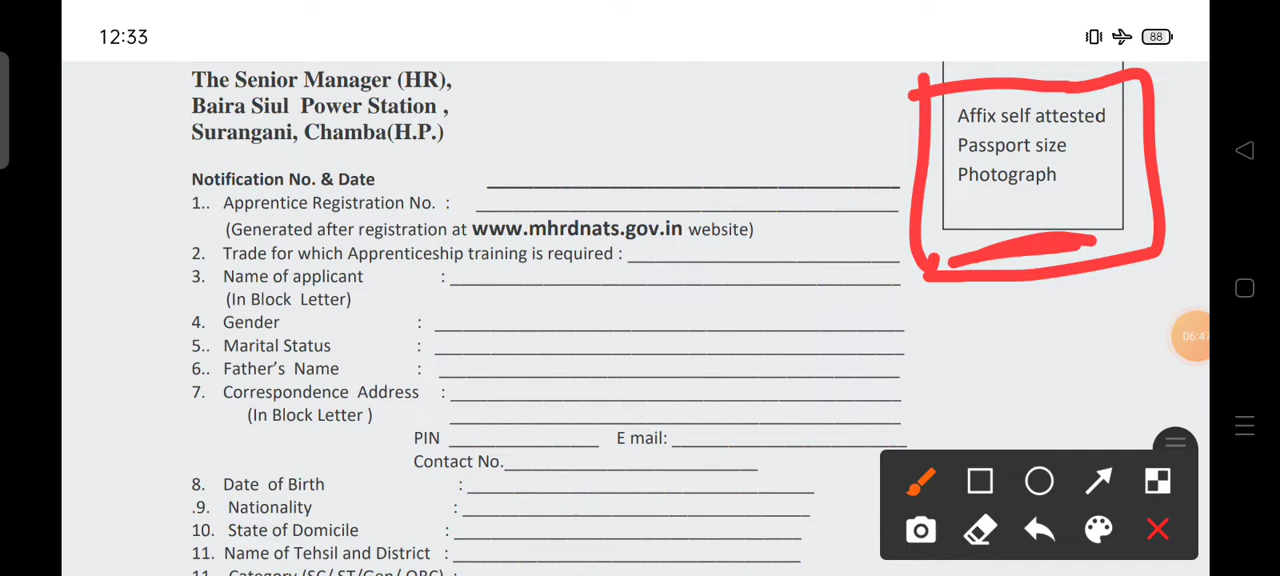 12:33
88
The Senior Manager (HR),
Baira Siul Power Station ,
Surangani, Chamba(H.P.)
Affix self attested
Passport size
Photograph
Notification No. & Date
1.. Apprentice Registration No. :
(Generated after registration at www.mhrdnats.gov.in website)
2. Trade for which Apprenticeship training is required :
3. Name of applicant :
(In Block Letter)
4. Gender :
5.. Marital Status :
6.. Father's Name :
7. Correspondence Address :
(In Block Letter )
PIN E mail:
Contact No.
8. Date of Birth :
.9. Nationality :
10. State of Domicile :
11. Name of Tehsil and District :
11. Category (SC/ ST/Gen/ OBC) :
06:47